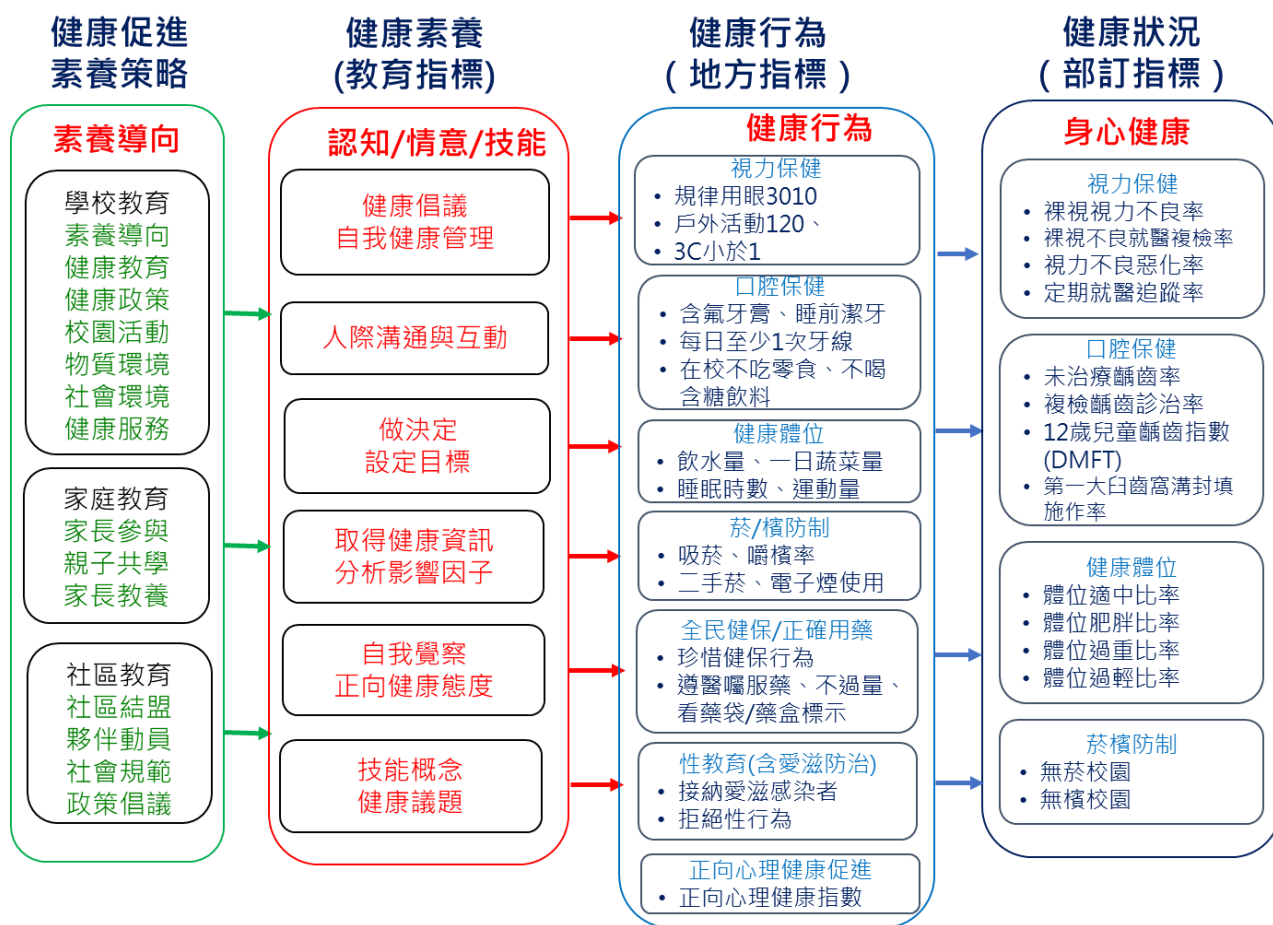 健康促進
素養策略
素養導向
學校教育
素養導向
健康教育
健康政策
校園活動
物質環境
社會環境
健康服務
家庭教育
家長參與
親子共學
家長教養
社區教育
社區結盟
夥伴動員
社會規範
政策倡議
健康素養
(教育指標)
認知/情意/技能
健康倡議
自我健康管理
人際溝通與互動
做決定
設定目標
取得健康資訊
分析影響因子
自我覺察
正向健康態度
技能概念
健康議題
健康行為
(地方指標)
健康行為
視力保健
• 規律用眼3010
• 戶外活動120、
• 3C小於1
口腔保健
• 含氟牙膏、睡前潔牙
• 每日至少1次牙線
• 在校不吃零食、不喝
含糖飲料
健康體位
• 飲水量、一日蔬菜量
• 睡眠時數、運動量
菸/檳防制
• 吸菸、嚼檳率
• 二手菸、電子煙使用
全民健保/正確用藥
• 珍惜健保行為
• 遵醫囑服藥、不過量、
看藥袋/藥盒標示
性教育(含愛滋防治)
• 接納愛滋感染者
• 拒絕性行為
正向心理健康促進
• 正向心理健康指數
健康狀況
(部訂指標)
身心健康
視力保健
• 裸視視力不良率
• 裸視不良就醫複檢率
• 視力不良惡化率
• 定期就醫追蹤率
口腔保健
• 未治療齲齒率
• 複檢齲齒診治率
• 12歲兒童齲齒指數
(DMFT)
• 第一大臼齒窩溝封填
施作率
健康體位
• 體位適中比率
• 體位肥胖比率
• 體位過重比率
• 體位過輕比率
菸檳防制
• 無菸校園
• 無檳校園